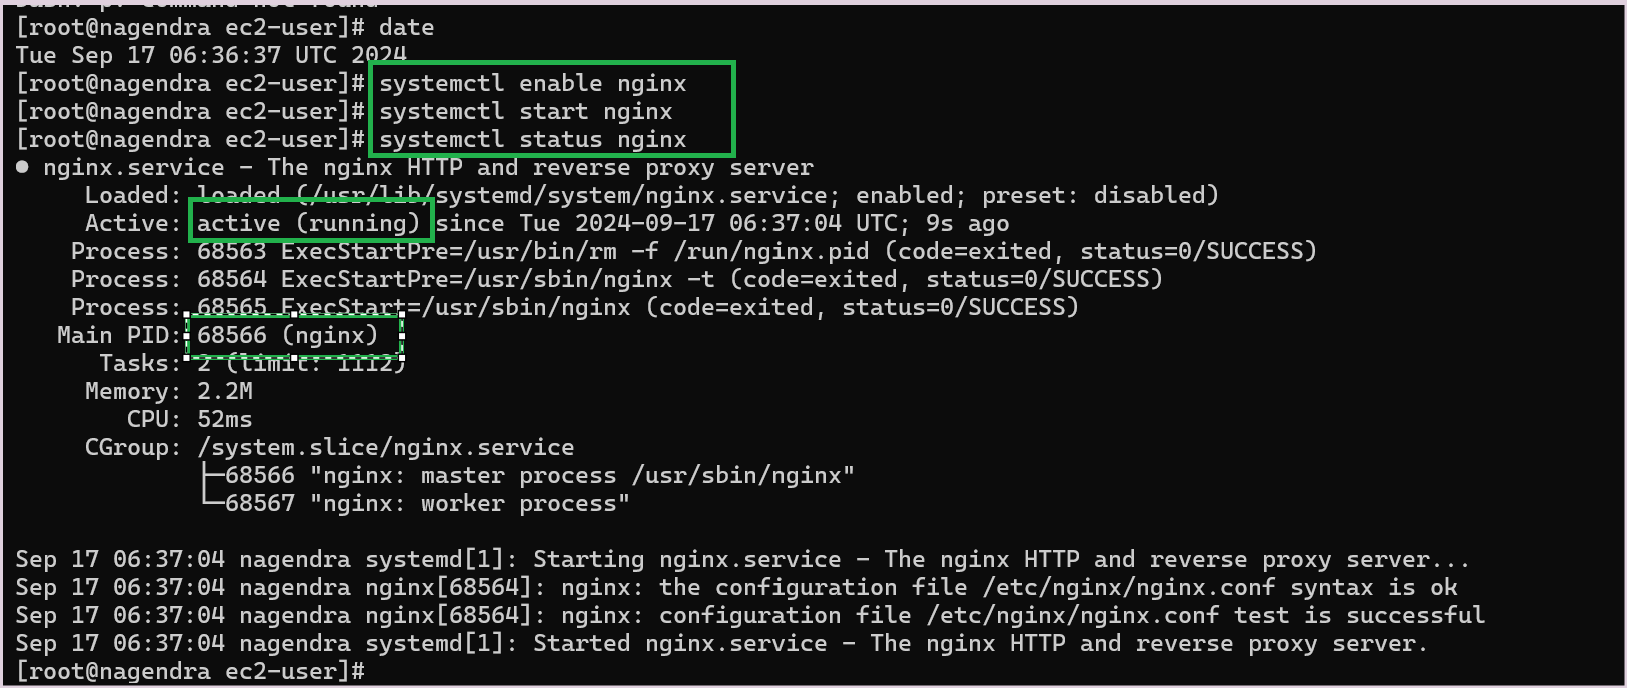 [root@nagendra ec2-user]# date
Tue Sep 17 06:36:37 UTC 2024
[root@nagendra ec2-user]# systemctl enable nginx
[root@nagendra ec2-user]# systemctl start nginx
[root@nagendra ec2-user]# systemctl status nginx
● nginx.service - The nginx HTTP and reverse proxy server
Loaded: loaded (/usr/lib/systemd/system/nginx.service; enabled; preset: disabled)
Active: active (running) since Tue 2024-09-17 06:37:04 UTC; 9s ago
Process: 68563 ExecStartPre=/usr/bin/rm -f /run/nginx.pid (code=exited, status=0/SUCCESS)
Process: 68564 ExecStartPre=/usr/sbin/nginx -t (code=exited, status=0/SUCCESS)
Process: 68565 ExecStart=/usr/sbin/nginx (code=exited, status=0/SUCCESS)
Main PID: 68566 (nginx)
Tasks: 2 (limit: 1112)
Memory: 2.2M
CPU: 52ms
CGroup: /system.slice/nginx.service
├─68566 "nginx: master process /usr/sbin/nginx"
└─68567 "nginx: worker process"
Sep 17 06:37:04 nagendra systemd[1]: Starting nginx.service - The nginx HTTP and reverse proxy server...
Sep 17 06:37:04 nagendra nginx[68564]: nginx: the configuration file /etc/nginx/nginx.conf syntax is ok
Sep 17 06:37:04 nagendra nginx[68564]: nginx: configuration file /etc/nginx/nginx.conf test is successful
Sep 17 06:37:04 nagendra systemd[1]: Started nginx.service - The nginx HTTP and reverse proxy server.
[root@nagendra ec2-user]#